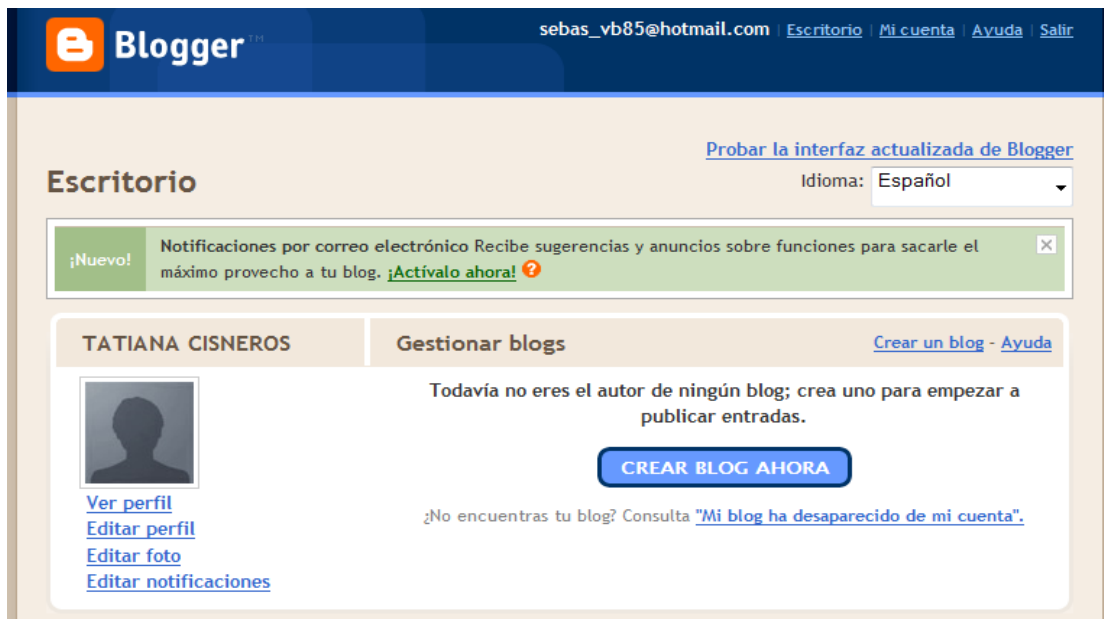 Blogger™
sebas_vb85@hotmail.com | Escritorio | Mi cuenta | Ayuda | Salir
Probar la interfaz actualizada de Blogger
Escritorio
Idioma: Español
¡Nuevo!
Notificaciones por correo electrónico Recibe sugerencias y anuncios sobre funciones para sacarle el
máximo provecho a tu blog. ¡Actívalo ahora! ?
TATIANA CISNEROS
Ver perfil
Editar perfil
Editar foto
Editar notificaciones
Gestionar blogs
Crear un blog - Ayuda
Todavía no eres el autor de ningún blog; crea uno para empezar a
publicar entradas.
CREAR BLOG AHORA
¿No encuentras tu blog? Consulta "Mi blog ha desaparecido de mi cuenta".